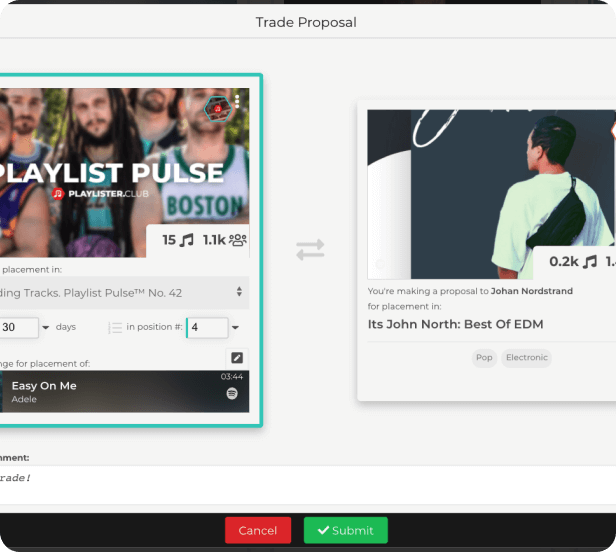 Trade Proposal
PLAYLIST PULSE
PLAYLISTER.CLUB
BOSTON
15 1.1k
placement in:
ding Tracks. Playlist Pulse™ No. 42
30 days in position #: 4
nge for placement of:
03:44
Easy On Me
Adele
0.2k 1.
You're making a proposal to Johan Nordstrand
for placement in:
Its John North: Best Of EDM
Pop Electronic
mment:
rade!
Cancel Submit